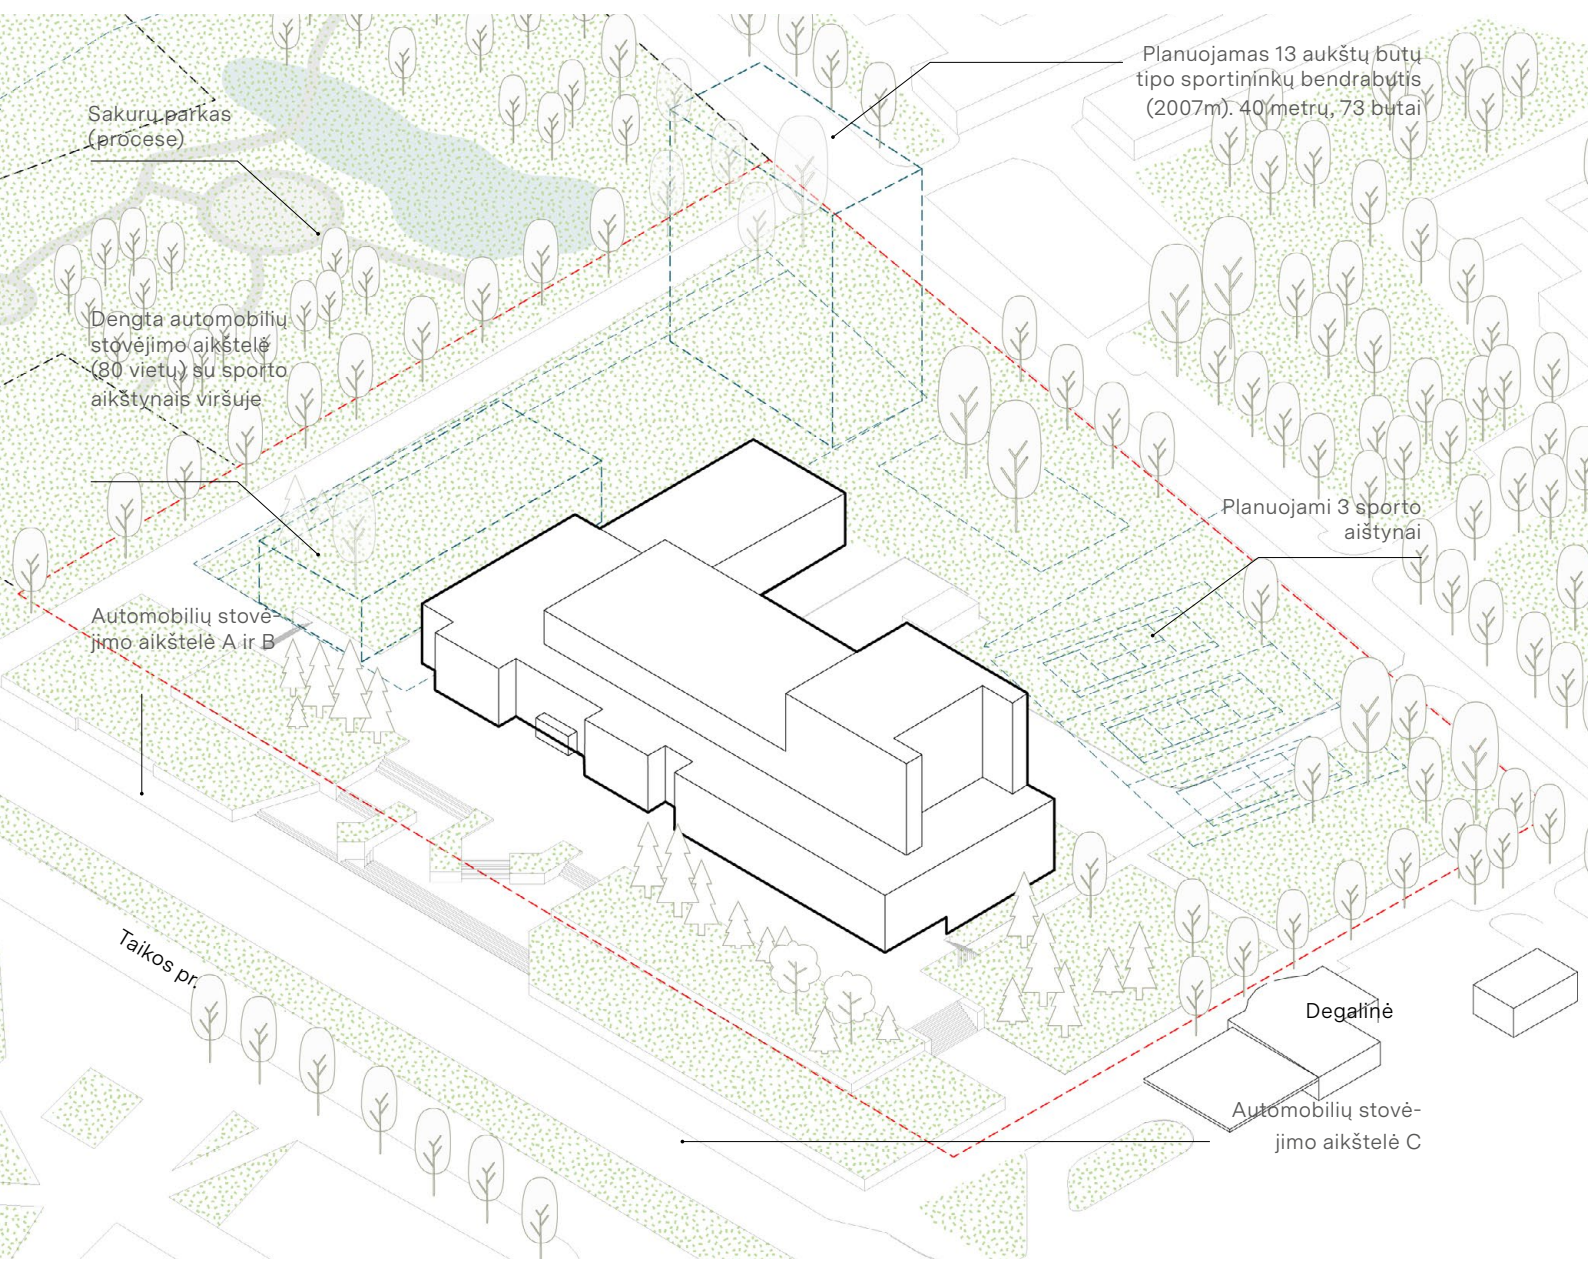 Planuojamas 13 aukštų butų
tipo sportininkų bendrabutis
(2007m). 40 metrų, 73 butai
Sakurų parkas
(procese)
Dengta automobilių
stovėjimo aikštelė
(80 vietų) su sporto
aikštynais viršuje
Planuojami 3 sporto
aištynai
Automobilių stovė-
jimo aikštelė A ir B
Taikos pr.
Degalinė
Automobilių stovė-
jimo aikštelė C